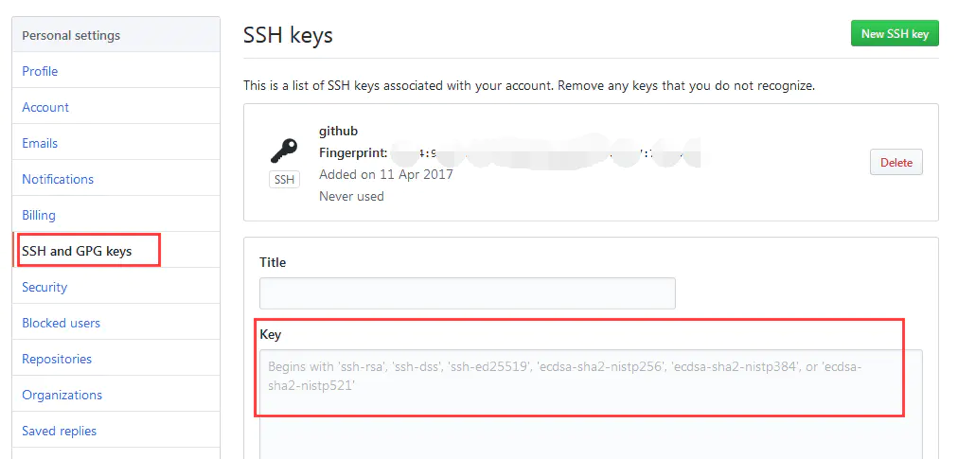 Personal settings
Profile
Account
Emails
Notifications
Billing
SSH and GPG keys
Security
Blocked users
Repositories
Organizations
Saved replies
SSH keys
New SSH key
This is a list of SSH keys associated with your account. Remove any keys that you do not recognize.
github
Fingerprint:
Added on 11 Apr 2017
Never used
SSH
Delete
Title
Key
Begins with 'ssh-rsa', 'ssh-dss', 'ssh-ed25519', 'ecdsa-sha2-nistp256', 'ecdsa-sha2-nistp384', or 'ecdsa-
sha2-nistp521'